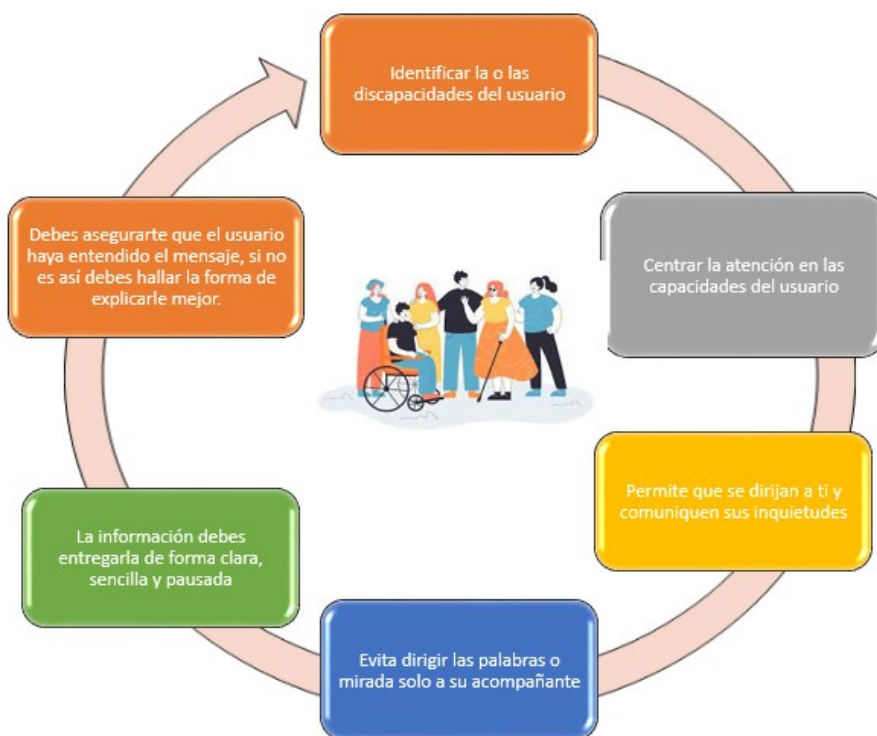 Identificar la o las
discapacidades del usuario
Centrar la atención en las
capacidades del usuario
Permite que se dirijan a ti y
comuniquen sus inquietudes
Evita dirigir las palabras o
mirada solo a su acompañante
La información debes
entregarla de forma clara,
sencilla y pausada
Debes asegurarte que el usuario
haya entendido el mensaje, si no
es así debes hallar la forma de
explicarle mejor.